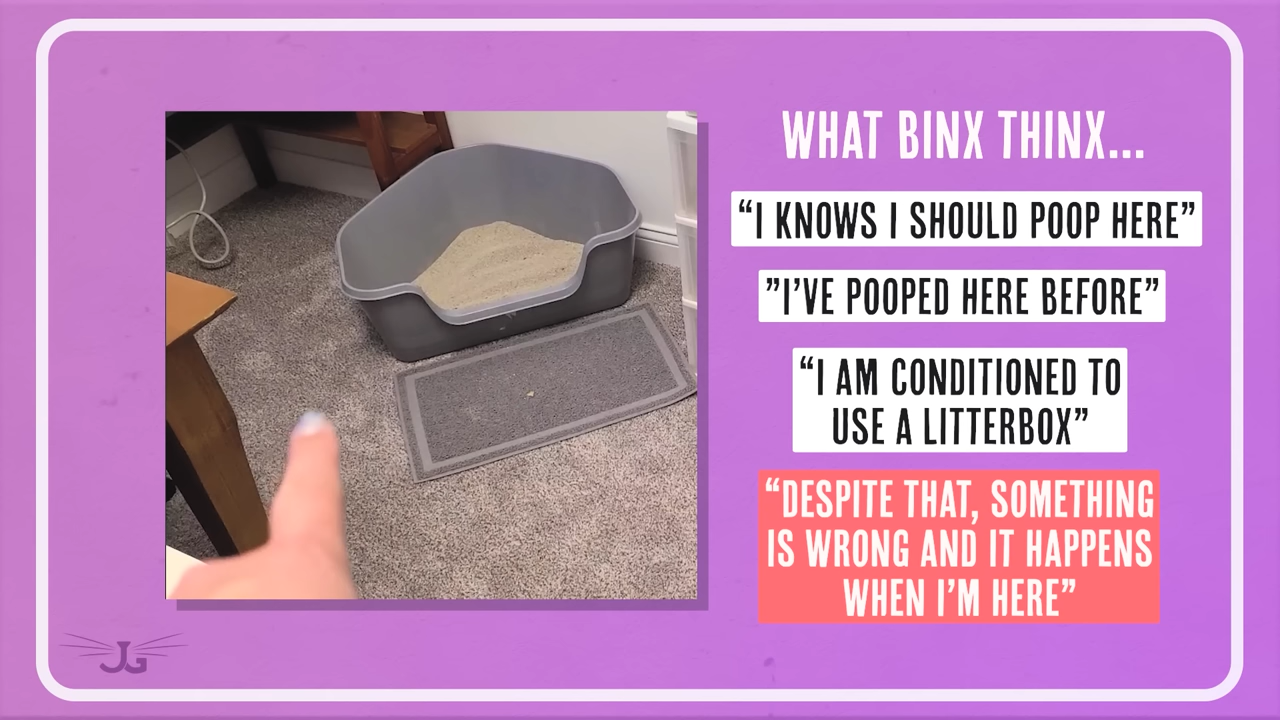 WHAT BINX THINX...
“I KNOWS I SHOULD POOP HERE”
”I’VE POOPED HERE BEFORE”
“I AM CONDITIONED TO
USE A LITTERBOX”
“DESPITE THAT, SOMETHING
IS WRONG AND IT HAPPENS
WHEN I’M HERE”
JG